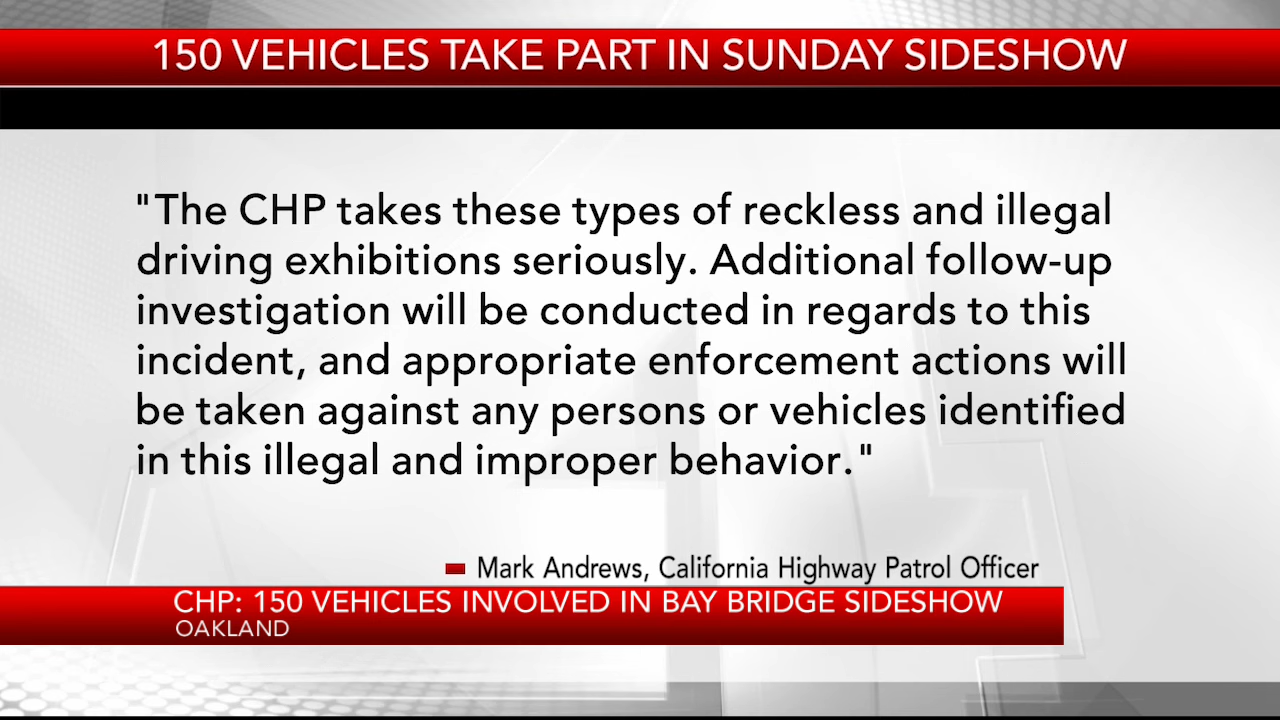 150 VEHICLES TAKE PART IN SUNDAY SIDESHOW
"The CHP takes these types of reckless and illegal
driving exhibitions seriously. Additional follow-up
investigation will be conducted in regards to this
incident, and appropriate enforcement actions will
be taken against any persons or vehicles identified
in this illegal and improper behavior."
Mark Andrews, California Highway Patrol Officer
CHP: 150 VEHICLES INVOLVED IN BAY BRIDGE SIDESHOW
OAKLAND